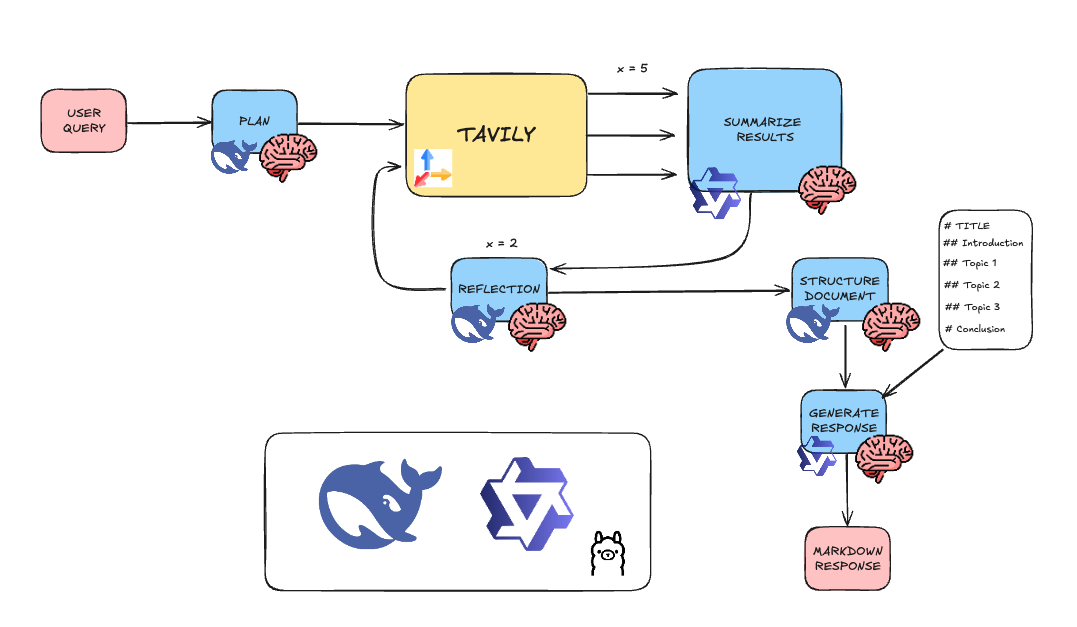 x = 5
USER
QUERY
PLAN
TAVILY
SUMMARIZE
RESULTS
x = 2
REFLECTION
STRUCTURE
DOCUMENT
# TITLE
## Introduction
## Topic 1
## Topic 2
## Topic 3
# Conclusion
GENERATE
RESPONSE
MARKDOWN
RESPONSE